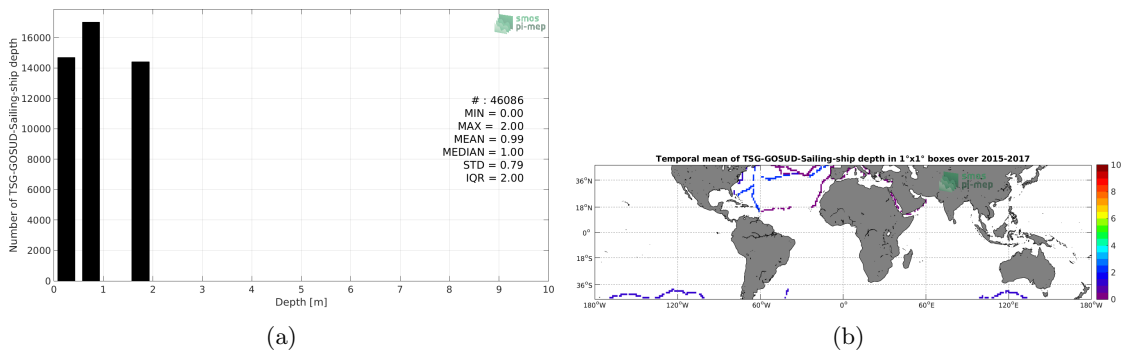 smos
pi-mep
16000
14000
12000
10000
8000
6000
4000
2000
0
Number of TSG-GOSUD-Sailing-ship depth
# : 46086
MIN = 0.00
MAX = 2.00
MEAN = 0.99
MEDIAN = 1.00
STD = 0.79
IQR = 2.00
0 1 2 3 4 5 6 7 8 9 10
Depth [m]
(a)
Temporal mean of TSG-GOSUD-Sailing-ship depth in 1°x1° boxes over 2015-2017
smos
pi-mep
36°N
18°N
0°
18°S
36°S
180°W 120°W 60°W 0° 60°E 120°E 180°W
10
8
6
4
2
0
(b)